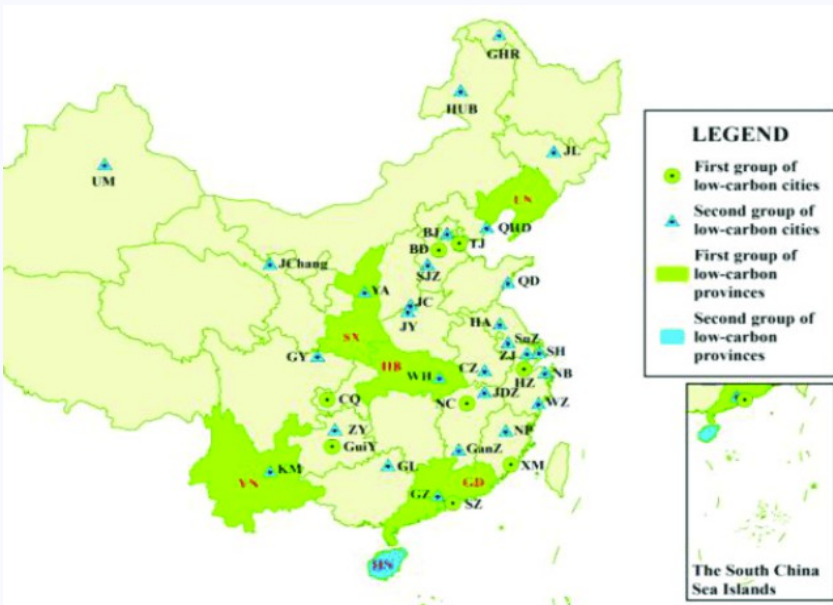 GHR
HUB
JL
UM
LN
QHD
BJ
TJ
BD
JChang
SJZ
QD
YA
JC
JY
HA
SX
SuZ
ZJ
SH
GY
HB
CZ
HZ
NB
WH
JDZ
CQ
NC
WZ
ZY
NP
GuiY
GanZ
KM
GL
XM
YN
GD
GZ
SZ
HN
LEGEND
First group of
low-carbon cities
Second group of
low-carbon cities
First group of
low-carbon
provinces
Second group of
low-carbon
provinces
The South China
Sea Islands